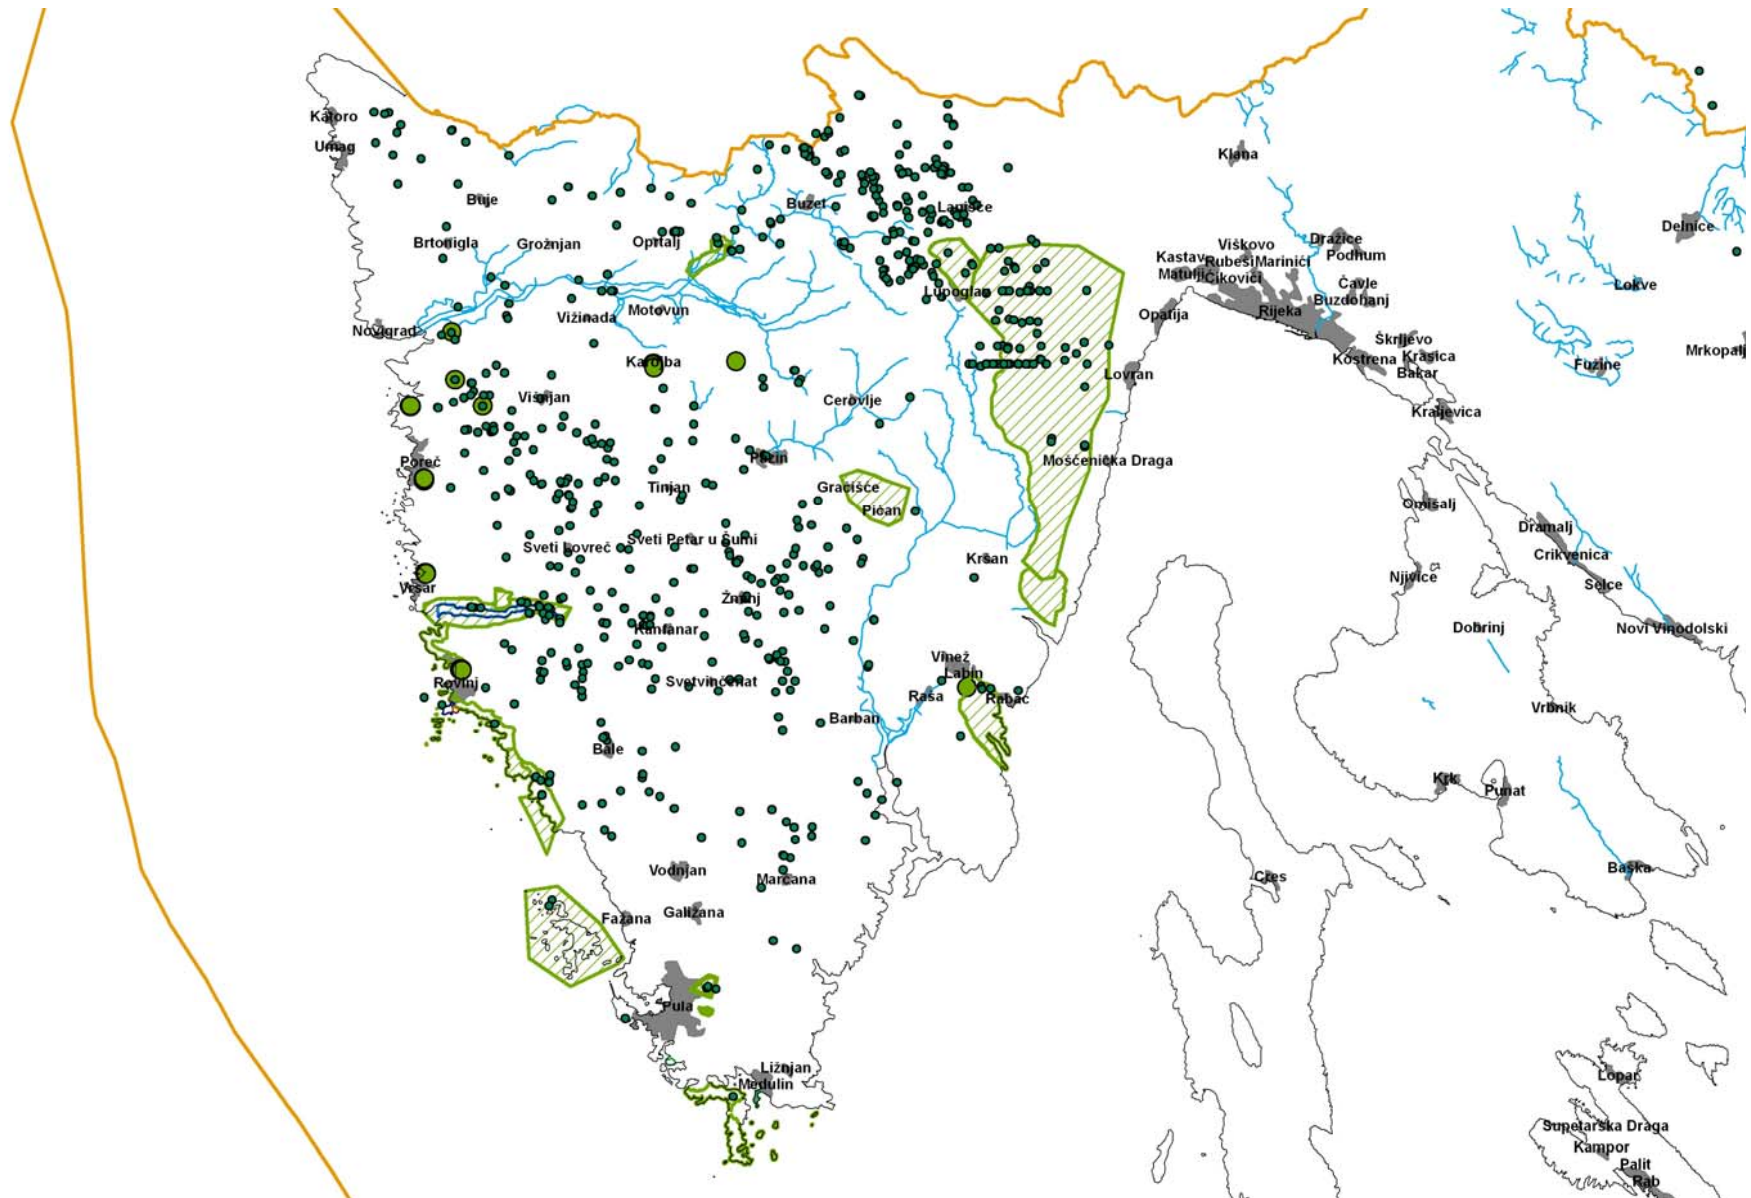 Katoro
Umag
Klana
Buje
Buzet
Lanišće
Delnice
Brtonigla
Grožnjan
Oprtalj
Viškovo
Dražice
Podhum
Kastav
Rubeši
Marinići
Matulji
Čikovići
Čavle
Buzdohanj
Lokve
Lupoglav
Novigrad
Vižinada
Motovun
Opatija
Rijeka
Škrljevo
Kostrena
Krasica
Bakar
Fužine
Mrkopalj
Karojba
Lovran
Višnjan
Cerovlje
Kraljevica
Poreč
Pazin
Mošćenička Draga
Tinjan
Gračišće
Pićan
Omišalj
Dramalj
Sveti Lovreč
Sveti Petar u Šumi
Kršan
Crikvenica
Vrsar
Njivice
Selce
Žminj
Kanfanar
Dobrinj
Novi Vinodolski
Vinež
Labin
Rovinj
Svetvinčenat
Raša
Rabac
Barban
Vrbnik
Bale
Krk
Punat
Vodnjan
Marčana
Cres
Baška
Fažana
Galižana
Pula
Ližnjan
Medulin
Lopar
Supetarska Draga
Kampor
Palit
Rab